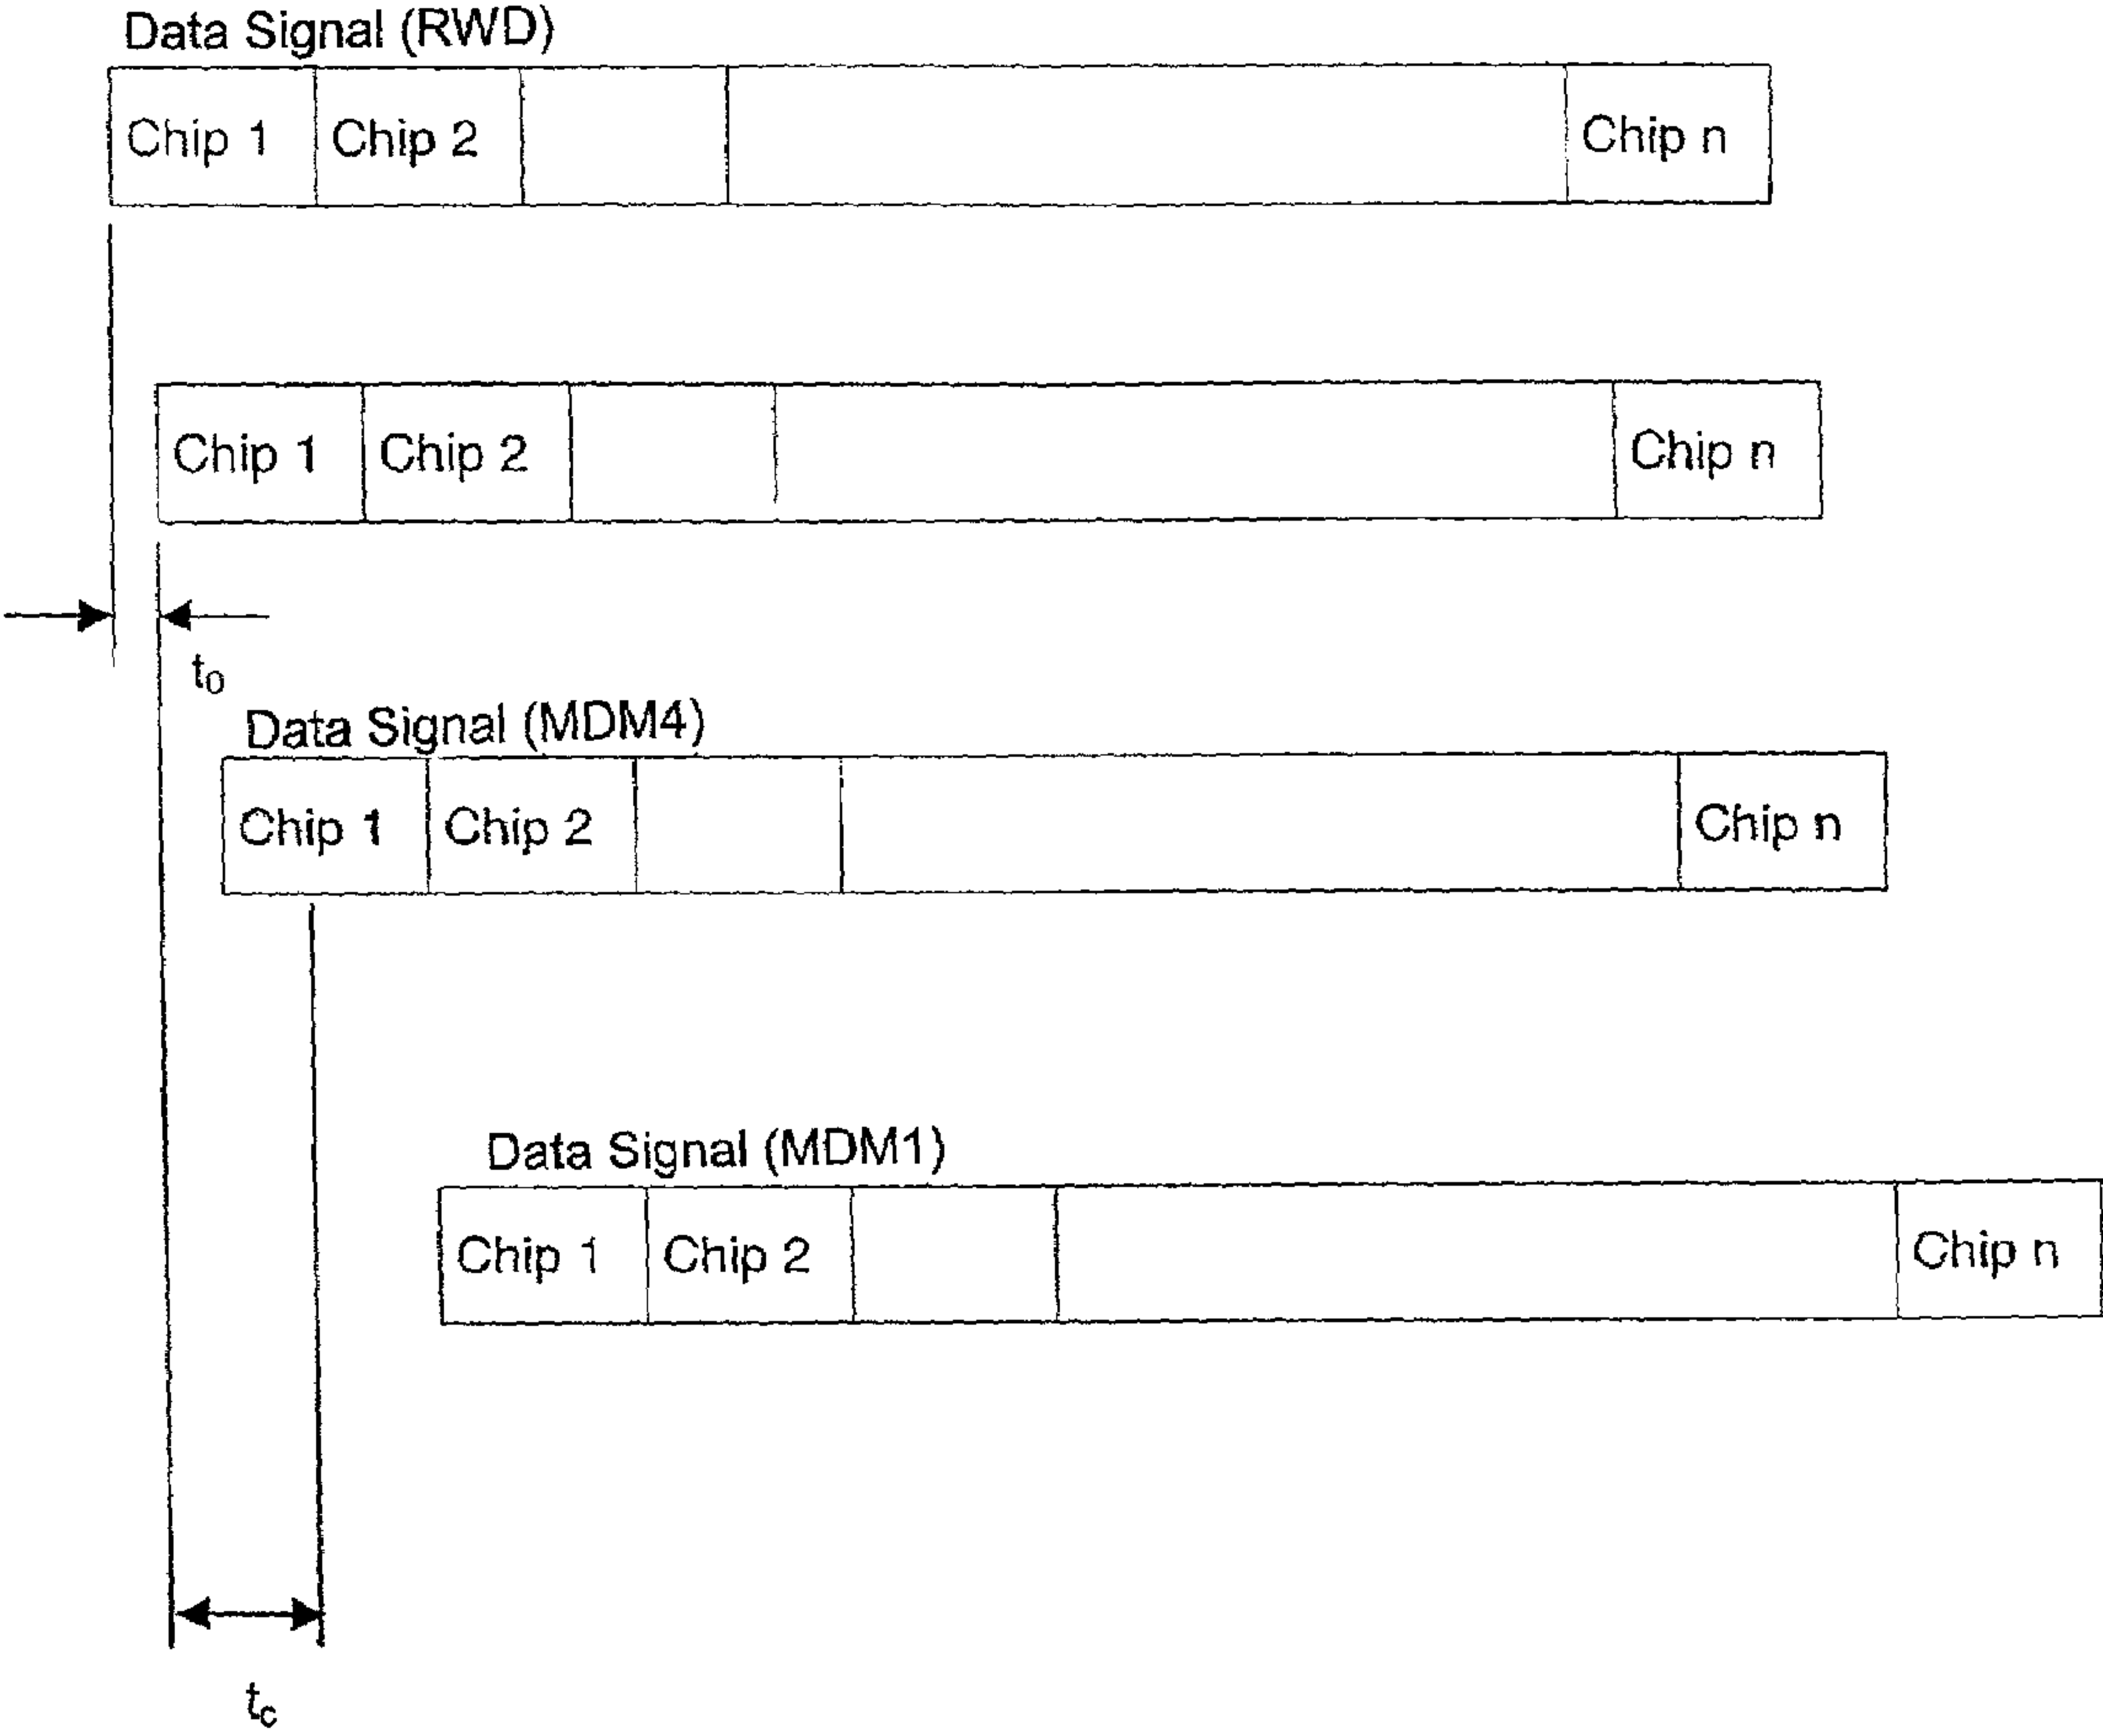 Data Signal (RWD)
Chip 1 Chip 2 Chip n
Chip 1 Chip 2 Chip n
t0
Data Signal (MDM4)
Chip 1 Chip 2 Chip n
Data Signal (MDM1)
Chip 1 Chip 2 Chip n
tc